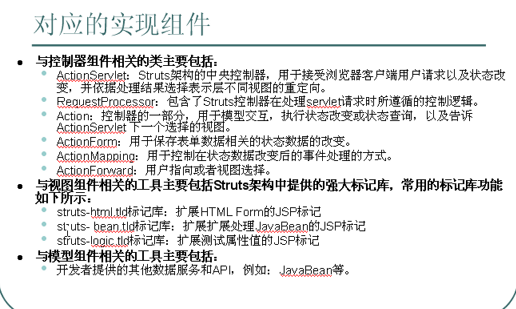 对应的实现组件
与控制器组件相关的类主要包括：
ActionServlet：Struts架构的中央控制器，用于接受浏览器客户端用户请求以及状态改
变，并依据处理结果选择表示层不同视图的重定向。
RequestProcessor：包含了Struts控制器在处理servlet请求时所遵循的控制逻辑。
Action：控制器的一部分，用于模型交互，执行状态改变或状态查询，以及告诉
ActionServlet 下一个选择的视图。
ActionForm：用于保存表单数据相关的状态数据的改变。
ActionMapping：用于控制在状态数据改变后的事件处理的方式。
ActionForward：用户指向或者视图选择。
与视图组件相关的工具主要包括Struts架构中提供的强大标记库，常用的标记库功能
如下所示：
struts-html.tld标记库：扩展HTML Form的JSP标记
struts- bean.tld标记库：扩展扩展处理JavaBean的JSP标记
struts-logic.tld标记库：扩展测试属性值的JSP标记
与模型组件相关的工具主要包括：
开发者提供的其他数据服务和API，例如：JavaBean等。